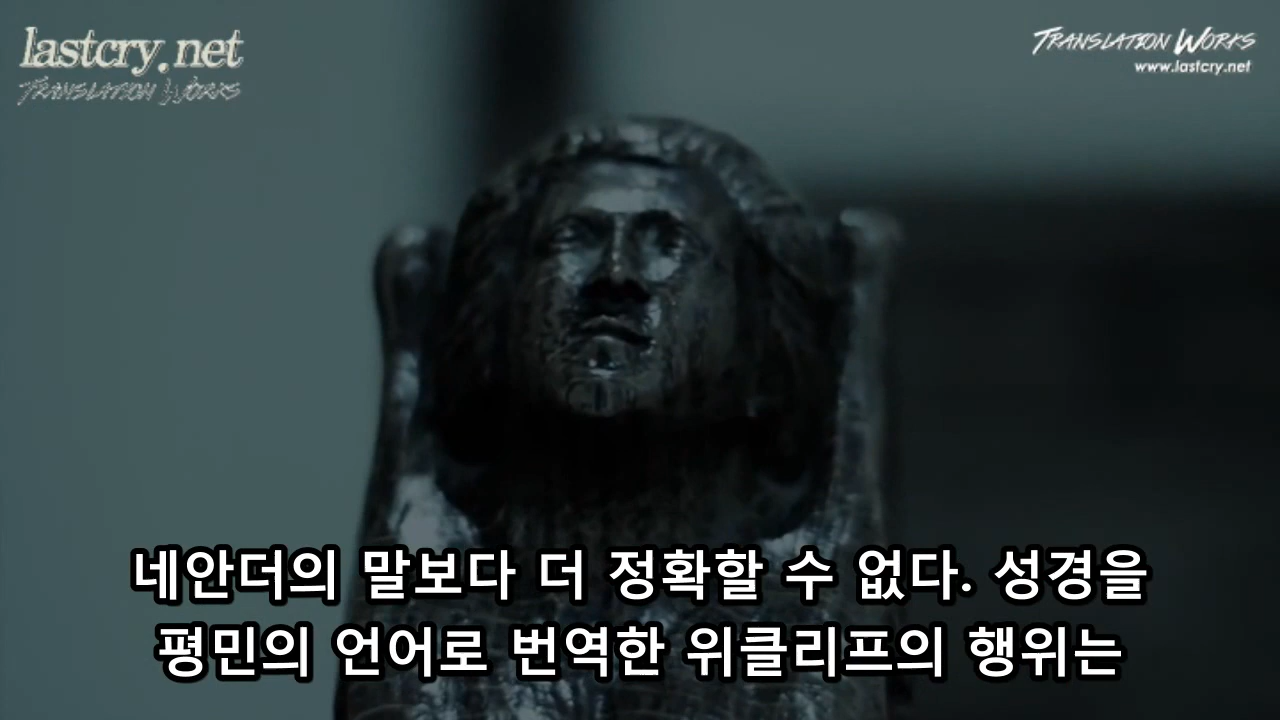 lastcry.net
TRANSLATION WORKS
TRANSLATION WORKS
www.lastcry.net
네안더의 말보다 더 정확할 수 없다. 성경을
평민의 언어로 번역한 위클리프의 행위는